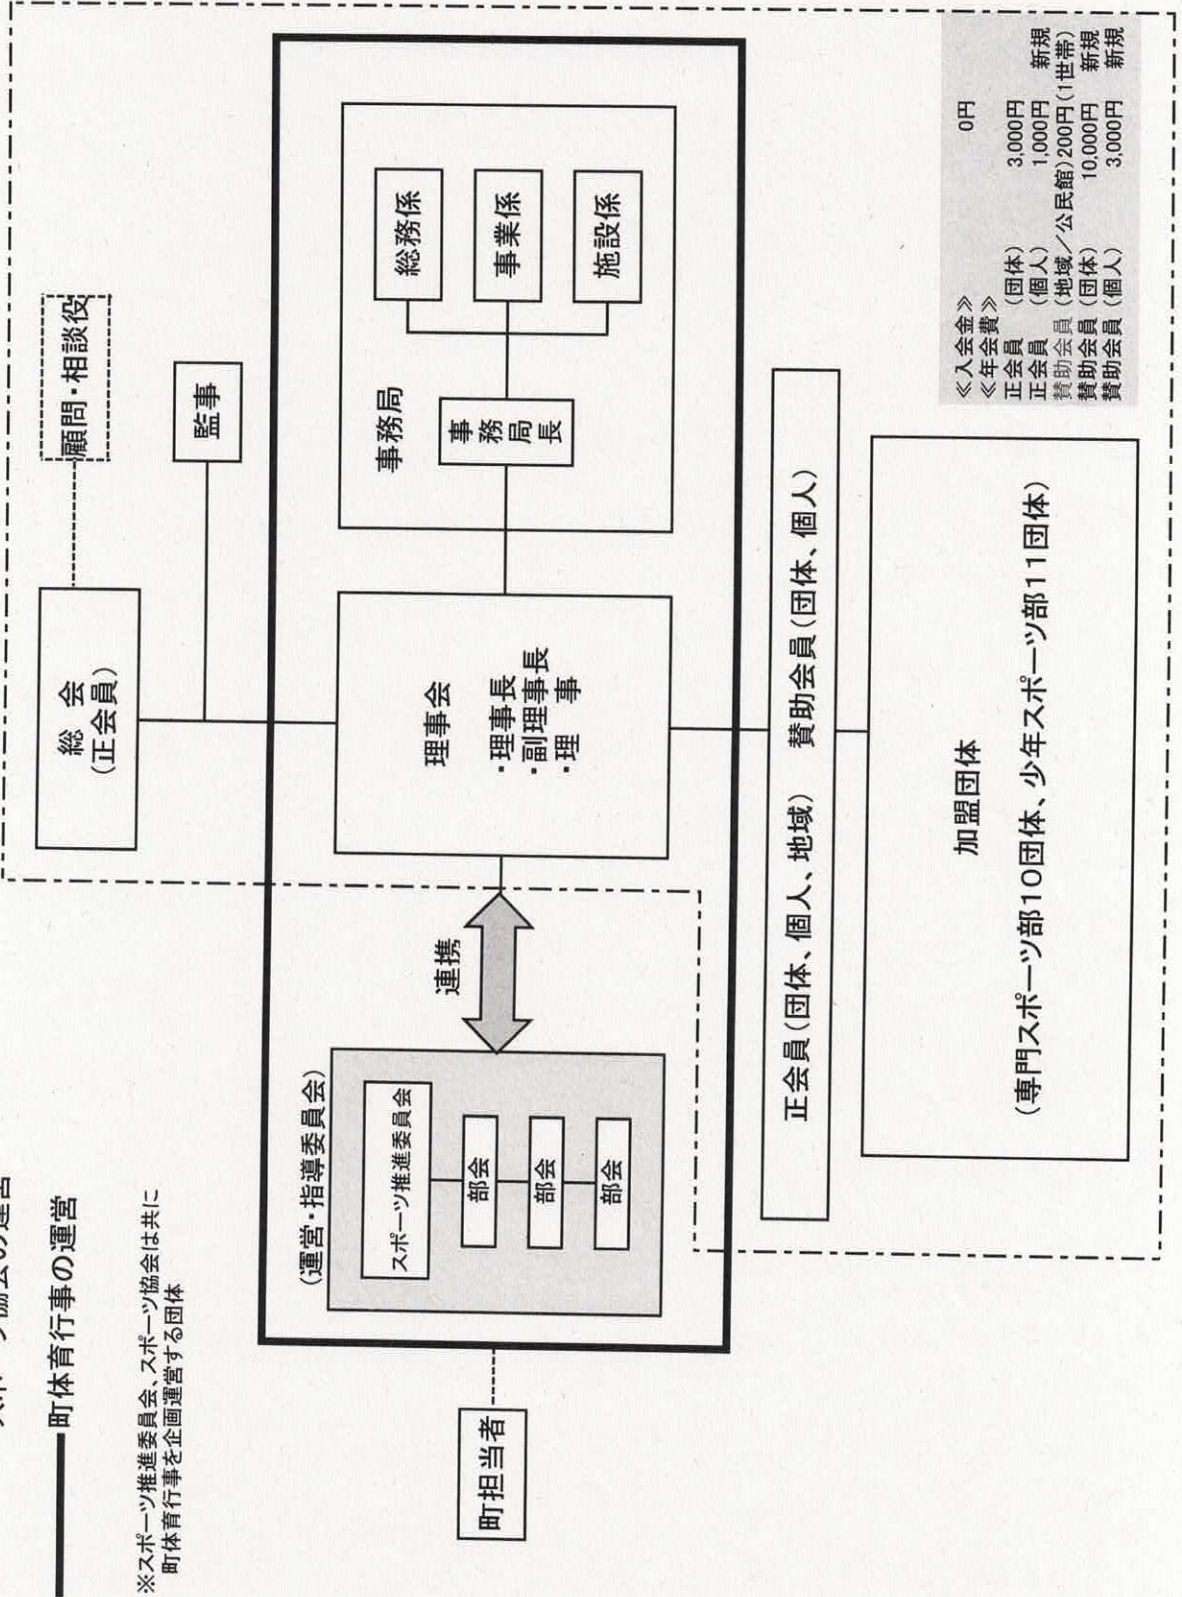 スポーツ協会の運営
町体育行事の運営
※スポーツ推進委員会、スポーツ協会は共に
町体育行事を企画運営する団体
総　会
(正会員)
顧問・相談役
監事
町担当者
(運営・指導委員会)
スポーツ推進委員会
部会
部会
部会
連携
理事会
・理事長
・副理事長
・理　　事
事務局
事務局長
総務係
事業係
施設係
正会員(団体、個人、地域)　賛助会員(団体、個人)
加盟団体
(専門スポーツ部10団体、少年スポーツ部11団体)
≪入会金≫　0円
≪年会費≫
正会員　(団体)　3,000円
正会員　(個人)　1,000円　新規
賛助会員(地域／公民館)200円(1世帯)
賛助会員(団体)　10,000円　新規
賛助会員(個人)　3,000円　新規